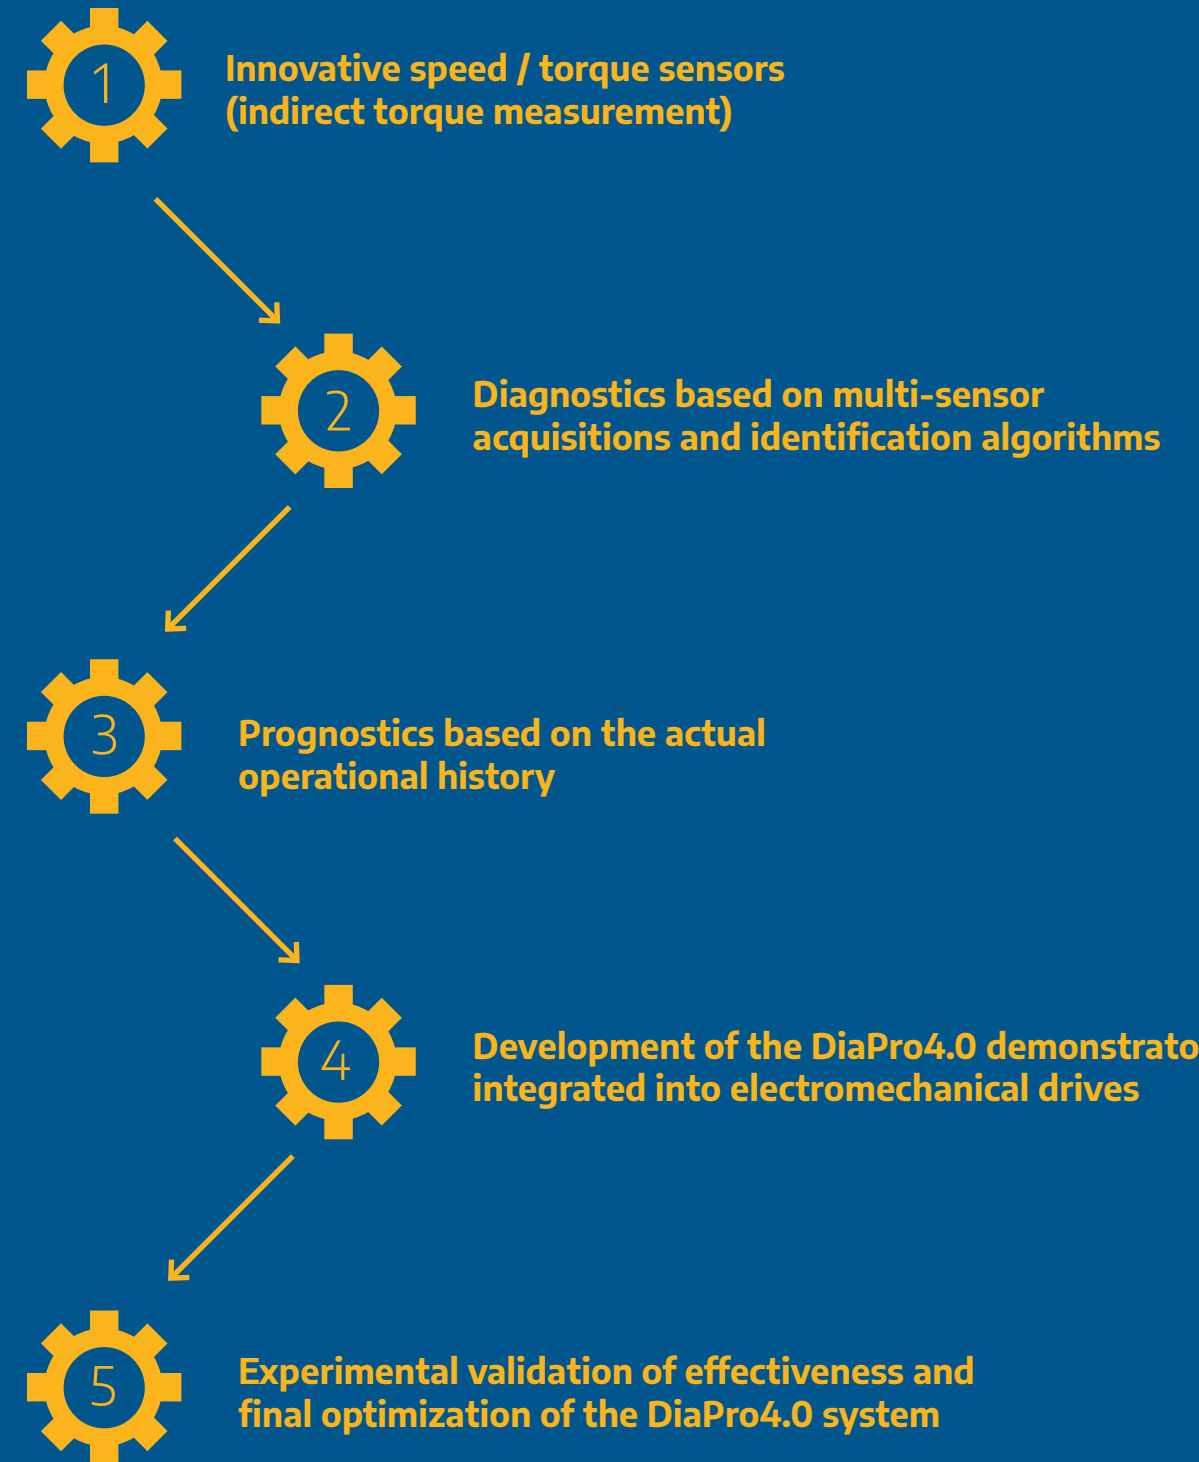 1
Innovative speed / torque sensors
(indirect torque measurement)
2
Diagnostics based on multi-sensor
acquisitions and identification algorithms
3
Prognostics based on the actual
operational history
4
Development of the DiaPro4.0 demonstrato
integrated into electromechanical drives
5
Experimental validation of effectiveness and
final optimization of the DiaPro4.0 system